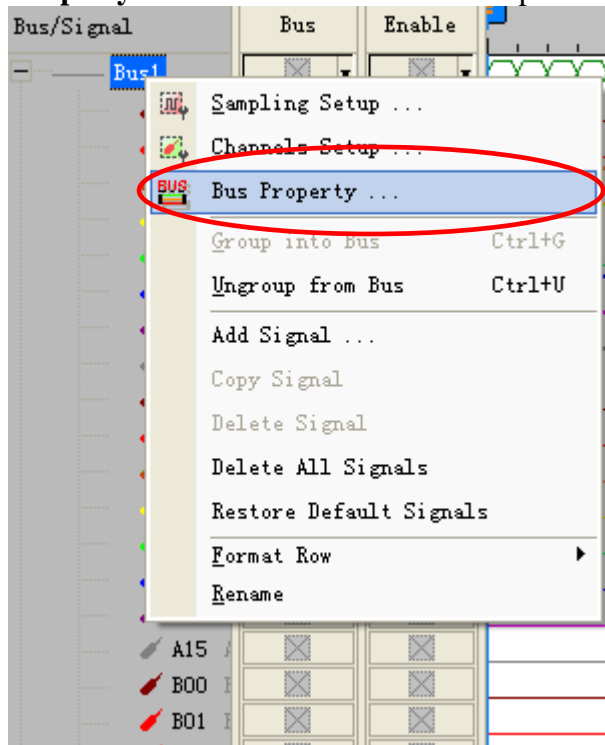 Bus/Signal Bus Enable
Bus1
Sampling Setup ...
Channels Setup ...
BUS Bus Property ...
Group into Bus Ctrl+G
Ungroup from Bus Ctrl+U
Add Signal ...
Copy Signal
Delete Signal
Delete All Signals
Restore Default Signals
Format Row
Rename
A15
B00
B01